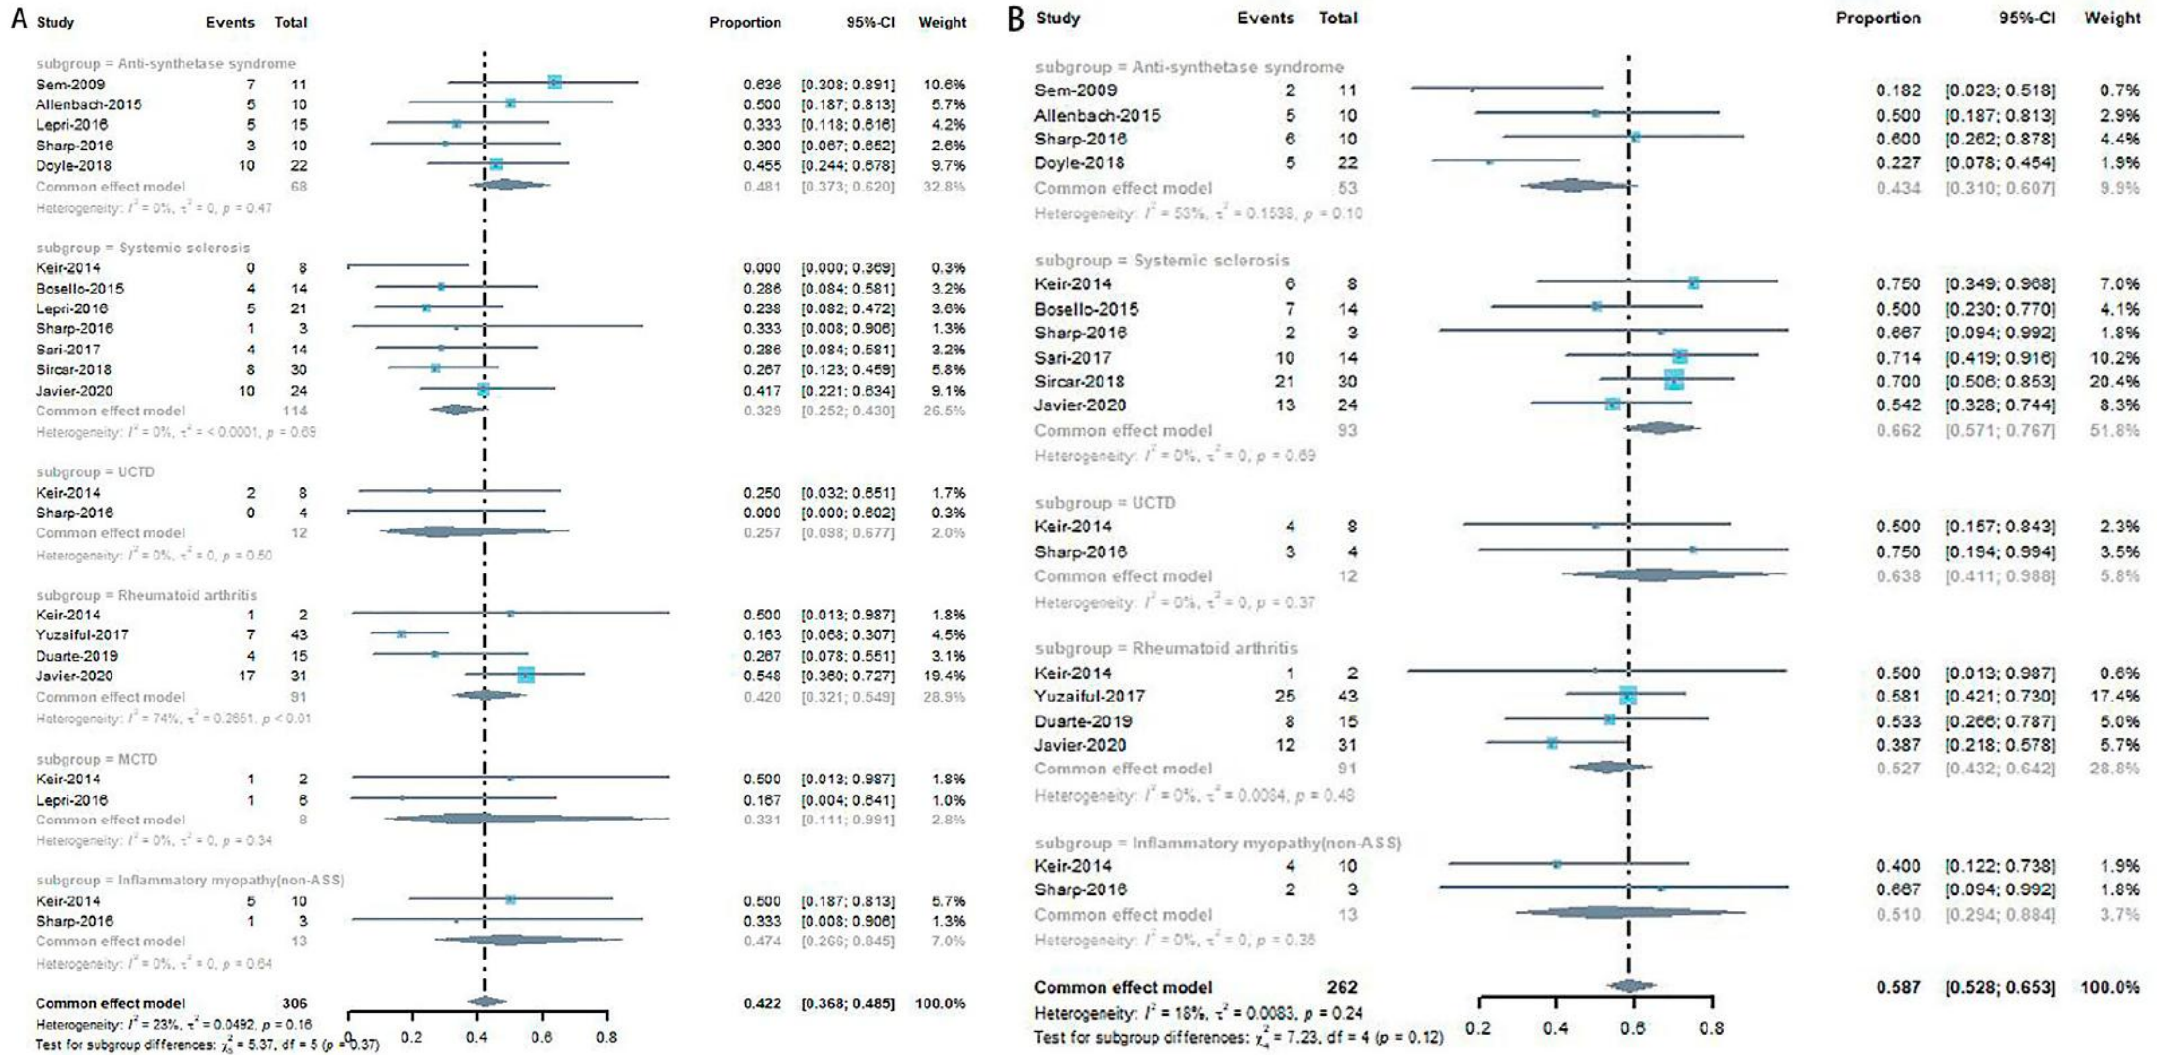 A
Study Events Total Proportion 95%-CI Weight
subgroup = Anti-synthetase syndrome
Sem-2009 7 11 0.636 [0.308; 0.891] 10.6%
Allenbach-2015 5 10 0.500 [0.187; 0.813] 5.7%
Lepri-2016 5 15 0.333 [0.118; 0.616] 4.2%
Sharp-2016 3 10 0.300 [0.067; 0.652] 2.6%
Doyle-2018 10 22 0.455 [0.244; 0.678] 9.7%
Common effect model 68 0.481 [0.373; 0.620] 32.8%
Heterogeneity: I² = 0%, τ² = 0, p = 0.47
subgroup = Systemic sclerosis
Keir-2014 0 8 0.000 [0.000; 0.369] 0.3%
Bosello-2015 4 14 0.286 [0.084; 0.581] 3.2%
Lepri-2016 5 21 0.238 [0.082; 0.472] 3.6%
Sharp-2016 1 3 0.333 [0.008; 0.906] 1.3%
Sari-2017 4 14 0.286 [0.084; 0.581] 3.2%
Sircar-2018 8 30 0.267 [0.123; 0.459] 5.8%
Javier-2020 10 24 0.417 [0.221; 0.634] 9.1%
Common effect model 114 0.329 [0.252; 0.430] 26.5%
Heterogeneity: I² = 0%, τ² = < 0.0001, p = 0.69
subgroup = UCTD
Keir-2014 2 8 0.250 [0.032; 0.651] 1.7%
Sharp-2016 0 4 0.000 [0.000; 0.602] 0.3%
Common effect model 12 0.257 [0.098; 0.677] 2.0%
Heterogeneity: I² = 0%, τ² = 0, p = 0.50
subgroup = Rheumatoid arthritis
Keir-2014 1 2 0.500 [0.013; 0.987] 1.8%
Yuzaiful-2017 7 43 0.163 [0.068; 0.307] 4.5%
Duarte-2019 4 15 0.267 [0.078; 0.551] 3.1%
Javier-2020 17 31 0.548 [0.360; 0.727] 19.4%
Common effect model 91 0.420 [0.321; 0.549] 28.9%
Heterogeneity: I² = 74%, τ² = 0.2651, p < 0.01
subgroup = MCTD
Keir-2014 1 2 0.500 [0.013; 0.987] 1.8%
Lepri-2016 1 6 0.167 [0.004; 0.641] 1.0%
Common effect model 8 0.331 [0.111; 0.991] 2.8%
Heterogeneity: I² = 0%, τ² = 0, p = 0.34
subgroup = Inflammatory myopathy(non-ASS)
Keir-2014 5 10 0.500 [0.187; 0.813] 5.7%
Sharp-2016 1 3 0.333 [0.008; 0.906] 1.3%
Common effect model 13 0.474 [0.266; 0.845] 7.0%
Heterogeneity: I² = 0%, τ² = 0, p = 0.64
Common effect model 306 0.422 [0.368; 0.485] 100.0%
Heterogeneity: I² = 23%, τ² = 0.0492, p = 0.16
Test for subgroup differences: χ²₅ = 5.37, df = 5 (p = 0.37)
0 0.2 0.4 0.6 0.8
B
Study Events Total Proportion 95%-CI Weight
subgroup = Anti-synthetase syndrome
Sem-2009 2 11 0.182 [0.023; 0.518] 0.7%
Allenbach-2015 5 10 0.500 [0.187; 0.813] 2.9%
Sharp-2016 6 10 0.600 [0.262; 0.878] 4.4%
Doyle-2018 5 22 0.227 [0.078; 0.454] 1.9%
Common effect model 53 0.434 [0.310; 0.607] 9.9%
Heterogeneity: I² = 53%, τ² = 0.1538, p = 0.10
subgroup = Systemic sclerosis
Keir-2014 6 8 0.750 [0.349; 0.968] 7.0%
Bosello-2015 7 14 0.500 [0.230; 0.770] 4.1%
Sharp-2016 2 3 0.667 [0.094; 0.992] 1.8%
Sari-2017 10 14 0.714 [0.419; 0.916] 10.2%
Sircar-2018 21 30 0.700 [0.506; 0.853] 20.4%
Javier-2020 13 24 0.542 [0.328; 0.744] 8.3%
Common effect model 93 0.662 [0.571; 0.767] 51.8%
Heterogeneity: I² = 0%, τ² = 0, p = 0.69
subgroup = UCTD
Keir-2014 4 8 0.500 [0.157; 0.843] 2.3%
Sharp-2016 3 4 0.750 [0.194; 0.994] 3.5%
Common effect model 12 0.638 [0.411; 0.988] 5.8%
Heterogeneity: I² = 0%, τ² = 0, p = 0.37
subgroup = Rheumatoid arthritis
Keir-2014 1 2 0.500 [0.013; 0.987] 0.6%
Yuzaiful-2017 25 43 0.581 [0.421; 0.730] 17.4%
Duarte-2019 8 15 0.533 [0.266; 0.787] 5.0%
Javier-2020 12 31 0.387 [0.218; 0.578] 5.7%
Common effect model 91 0.527 [0.432; 0.642] 28.8%
Heterogeneity: I² = 0%, τ² = 0.0084, p = 0.48
subgroup = Inflammatory myopathy(non-ASS)
Keir-2014 4 10 0.400 [0.122; 0.738] 1.9%
Sharp-2016 2 3 0.667 [0.094; 0.992] 1.8%
Common effect model 13 0.510 [0.294; 0.884] 3.7%
Heterogeneity: I² = 0%, τ² = 0, p = 0.36
Common effect model 262 0.587 [0.528; 0.653] 100.0%
Heterogeneity: I² = 18%, τ² = 0.0083, p = 0.24
Test for subgroup differences: χ²₄ = 7.23, df = 4 (p = 0.12)
0.2 0.4 0.6 0.8